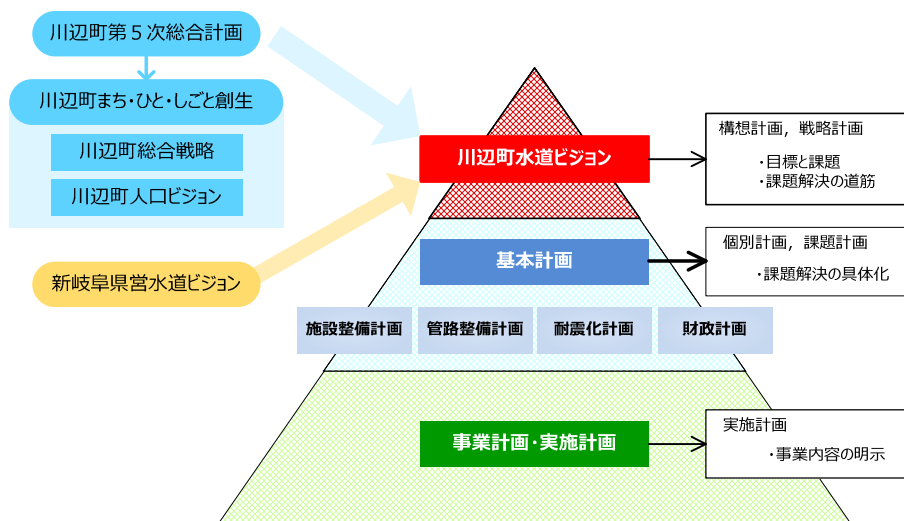 川辺町第５次総合計画
川辺町まち・ひと・しごと創生
川辺町総合戦略
川辺町人口ビジョン
新岐阜県営水道ビジョン
川辺町水道ビジョン
構想計画，戦略計画
・目標と課題
・課題解決の道筋
基本計画
個別計画，課題計画
・課題解決の具体化
施設整備計画
管路整備計画
耐震化計画
財政計画
事業計画・実施計画
実施計画
・事業内容の明示